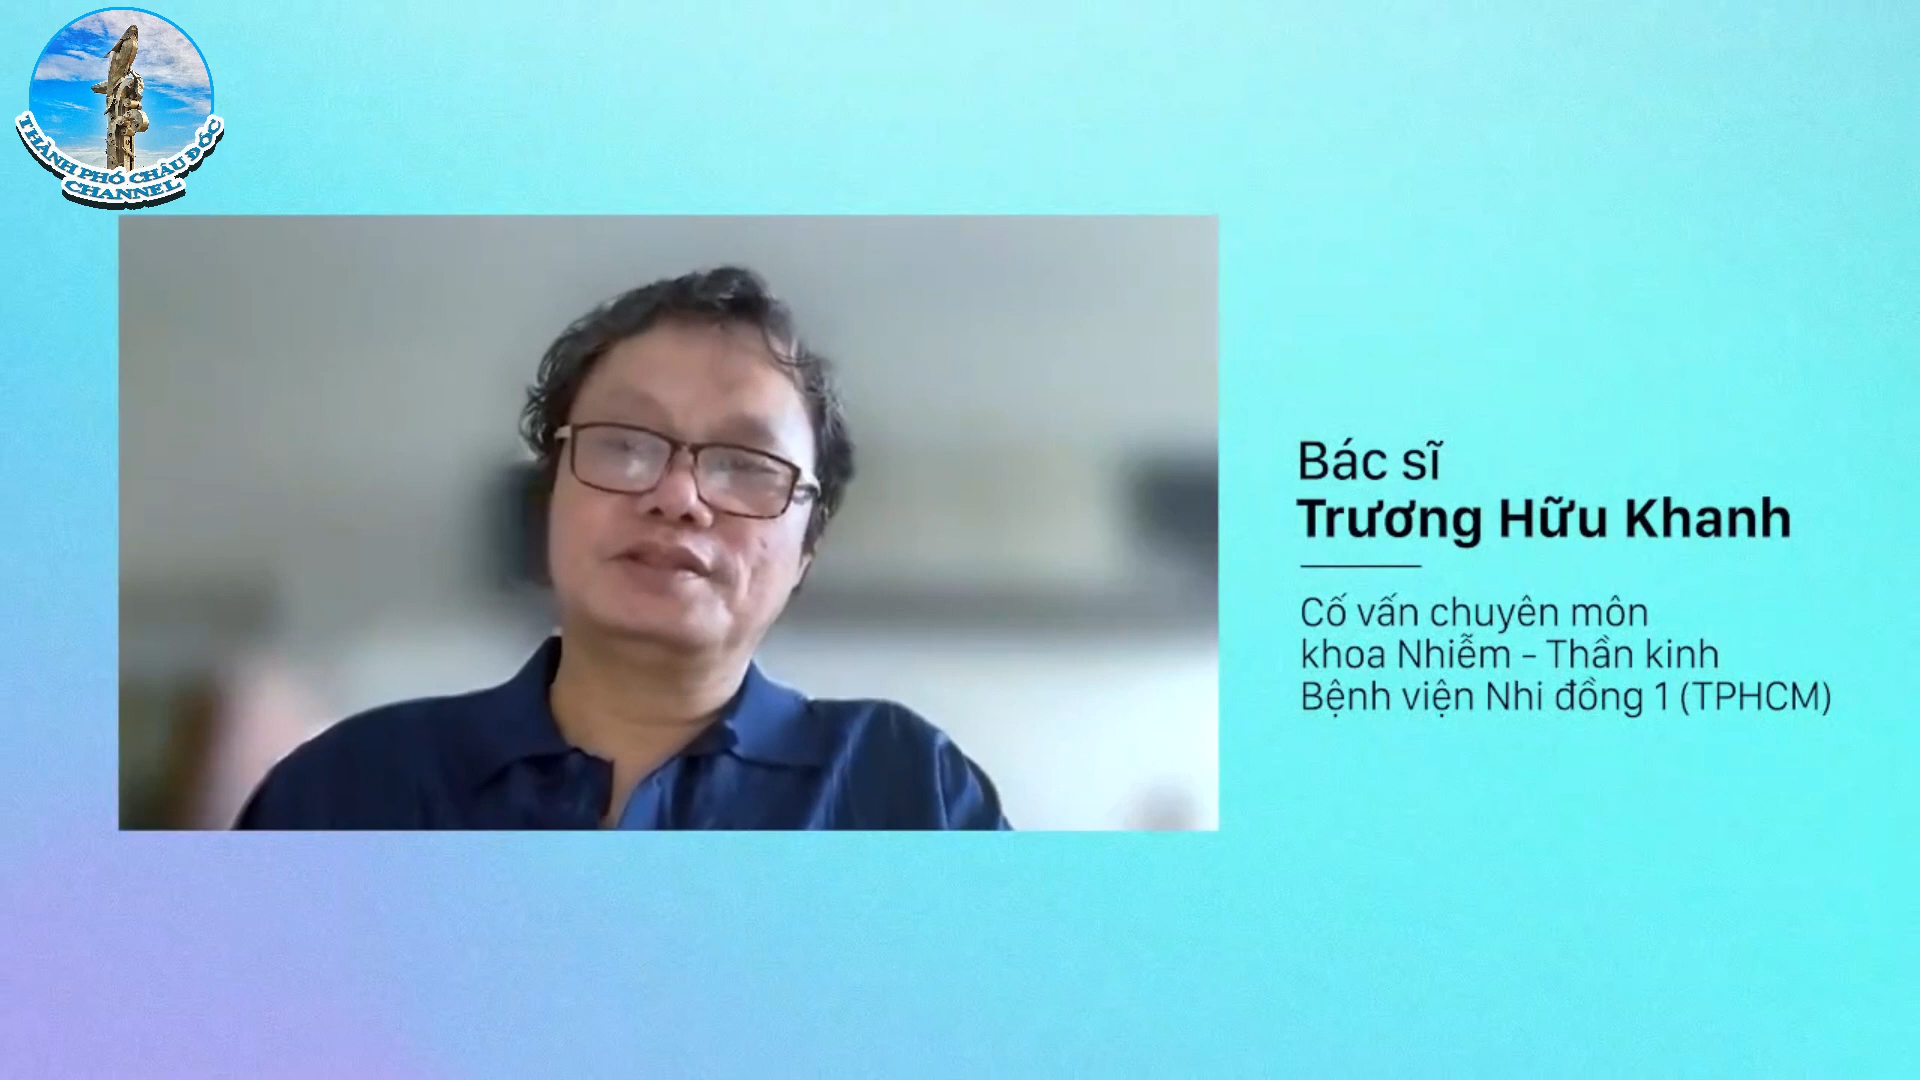 THÀNH PHỐ CHÂU ĐỐC
CHANNEL
Bác sĩ
Trương Hữu Khanh
Cố vấn chuyên môn
khoa Nhiễm - Thần kinh
Bệnh viện Nhi đồng 1 (TPHCM)